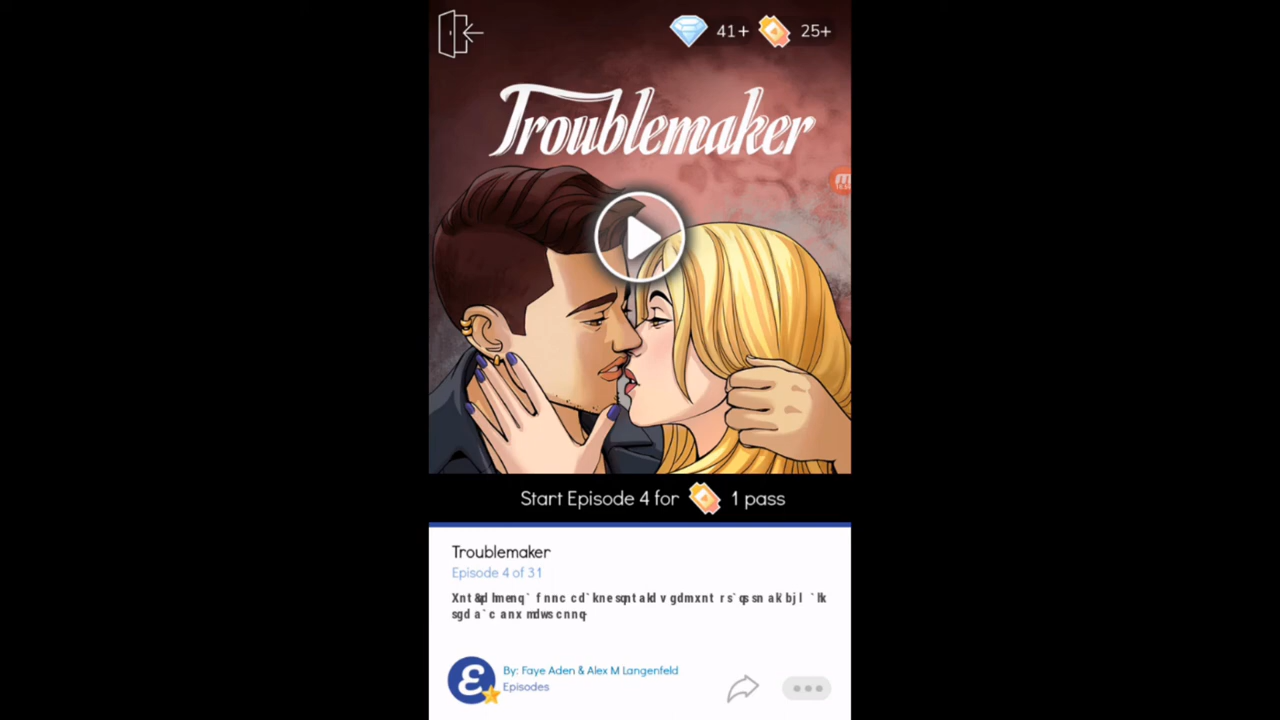 41+ 25+
Troublemaker
Start Episode 4 for 1 pass
Troublemaker
Episode 4 of 31
By: Faye Aden & Alex M Langenfeld
Episodes